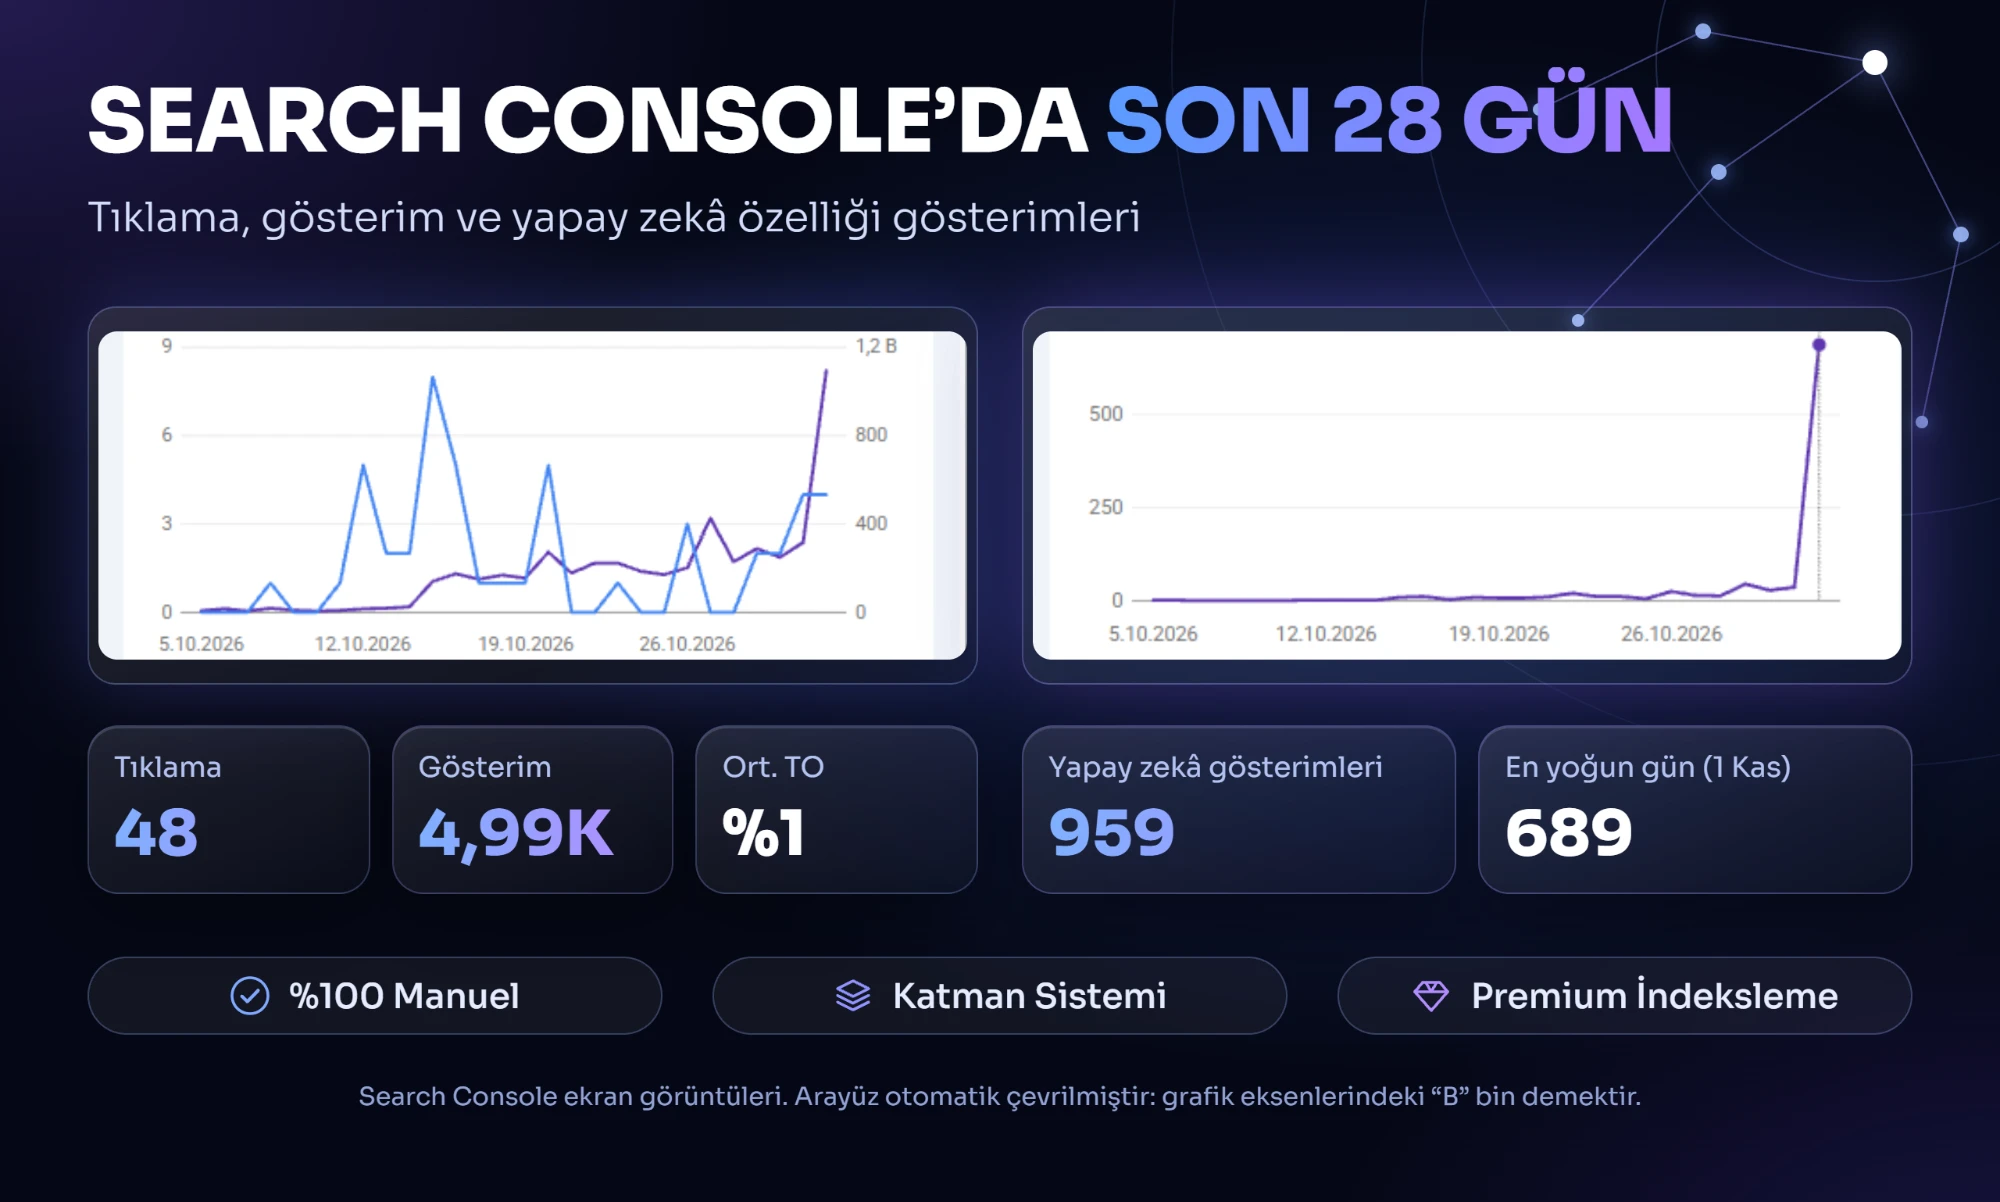 SEARCH CONSOLE’DA SON 28 GÜN
Tıklama, gösterim ve yapay zekâ özelliği gösterimleri
9 1,2 B
6 800
3 400
0 0
5.10.2026 12.10.2026 19.10.2026 26.10.2026
500
250
0
5.10.2026 12.10.2026 19.10.2026 26.10.2026
Tıklama
48
Gösterim
4,99K
Ort. TO
%1
Yapay zekâ gösterimleri
959
En yoğun gün (1 Kas)
689
%100 Manuel
Katman Sistemi
Premium İndeksleme
Search Console ekran görüntüleri. Arayüz otomatik çevrilmiştir: grafik eksenlerindeki “B” bin demektir.